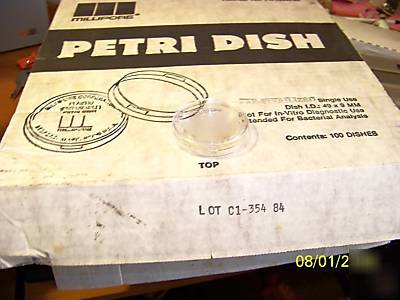 MILLIPORE
PETRI DISH
Single Use
Dish I.D.: 49 x 9 MM
Not For In-Vitro Diagnostic Use
Intended For Bacterial Analysis
Contents: 100 DISHES
TOP
LOT C1-354 84
08/01/2